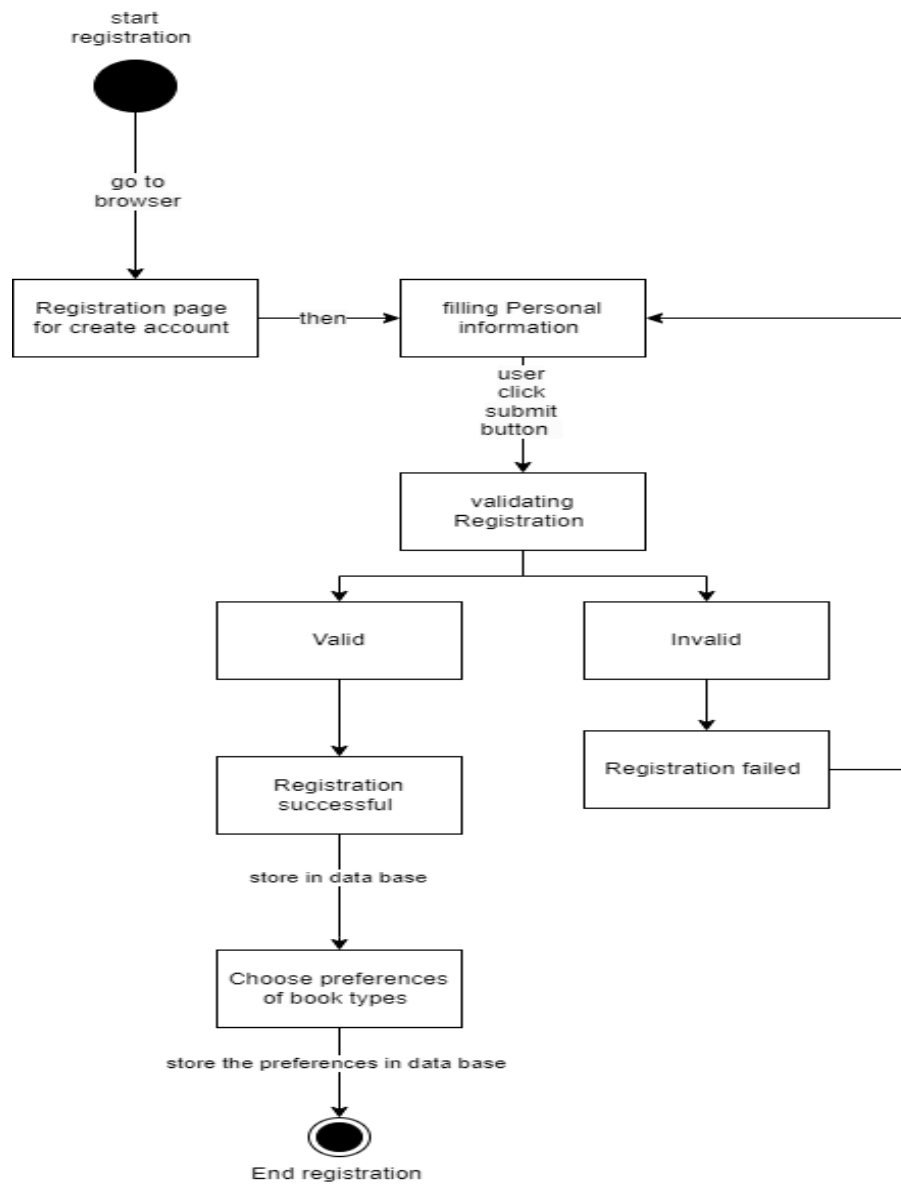 start
registration
go to
browser
Registration page
for create account
then
filling Personal
information
user
click
submit
button
validating
Registration
Valid
Invalid
Registration
successful
Registration failed
store in data base
Choose preferences
of book types
store the preferences in data base
End registration